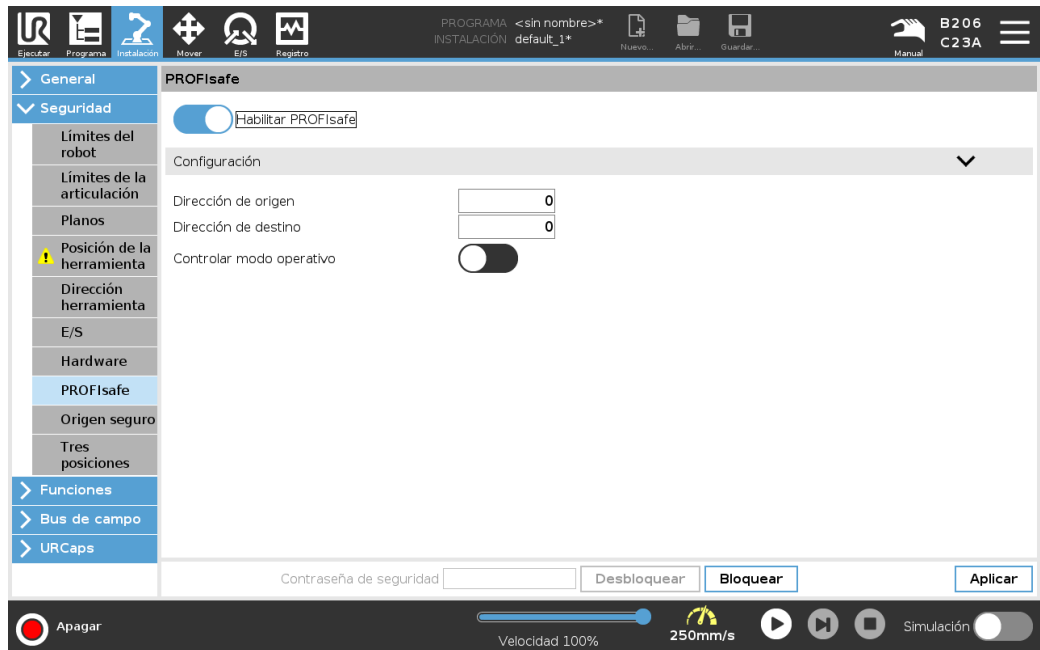 Ejecutar
Programa
Instalación
Mover
E/S
Registro
PROGRAMA <sin nombre>*
INSTALACIÓN default_1*
Nuevo...
Abrir...
Guardar...
Manual
B206
C23A
General
Seguridad
Límites del
robot
Límites de la
articulación
Planos
Posición de la
herramienta
Dirección
herramienta
E/S
Hardware
PROFIsafe
Origen seguro
Tres
posiciones
Funciones
Bus de campo
URCaps
PROFIsafe
Habilitar PROFIsafe
Configuración
Dirección de origen 0
Dirección de destino 0
Controlar modo operativo
Contraseña de seguridad Desbloquear Bloquear Aplicar
Apagar
Velocidad 100%
250mm/s
Simulación